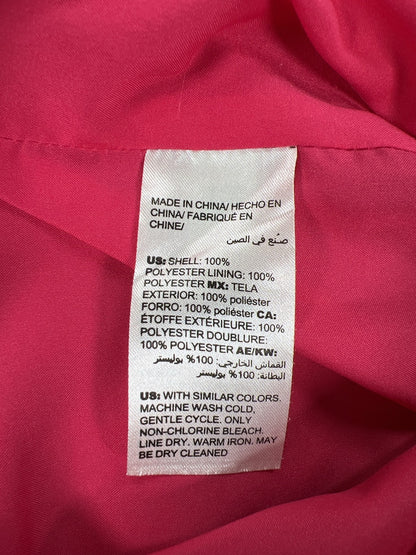 MADE IN CHINA/ HECHO EN
CHINA/ FABRIQUÉ EN
CHINE/
صنع في الصين
US: SHELL: 100%
POLYESTER LINING: 100%
POLYESTER MX: TELA
EXTERIOR: 100% poliéster
FORRO: 100% poliéster CA:
ÉTOFFE EXTÉRIEURE: 100%
POLYESTER DOUBLURE:
100% POLYESTER AE/KW:
القماش الخارجي: 100% بوليستر
البطانة: 100% بوليستر
US: WITH SIMILAR COLORS.
MACHINE WASH COLD,
GENTLE CYCLE. ONLY
NON-CHLORINE BLEACH.
LINE DRY. WARM IRON. MAY
BE DRY CLEANED